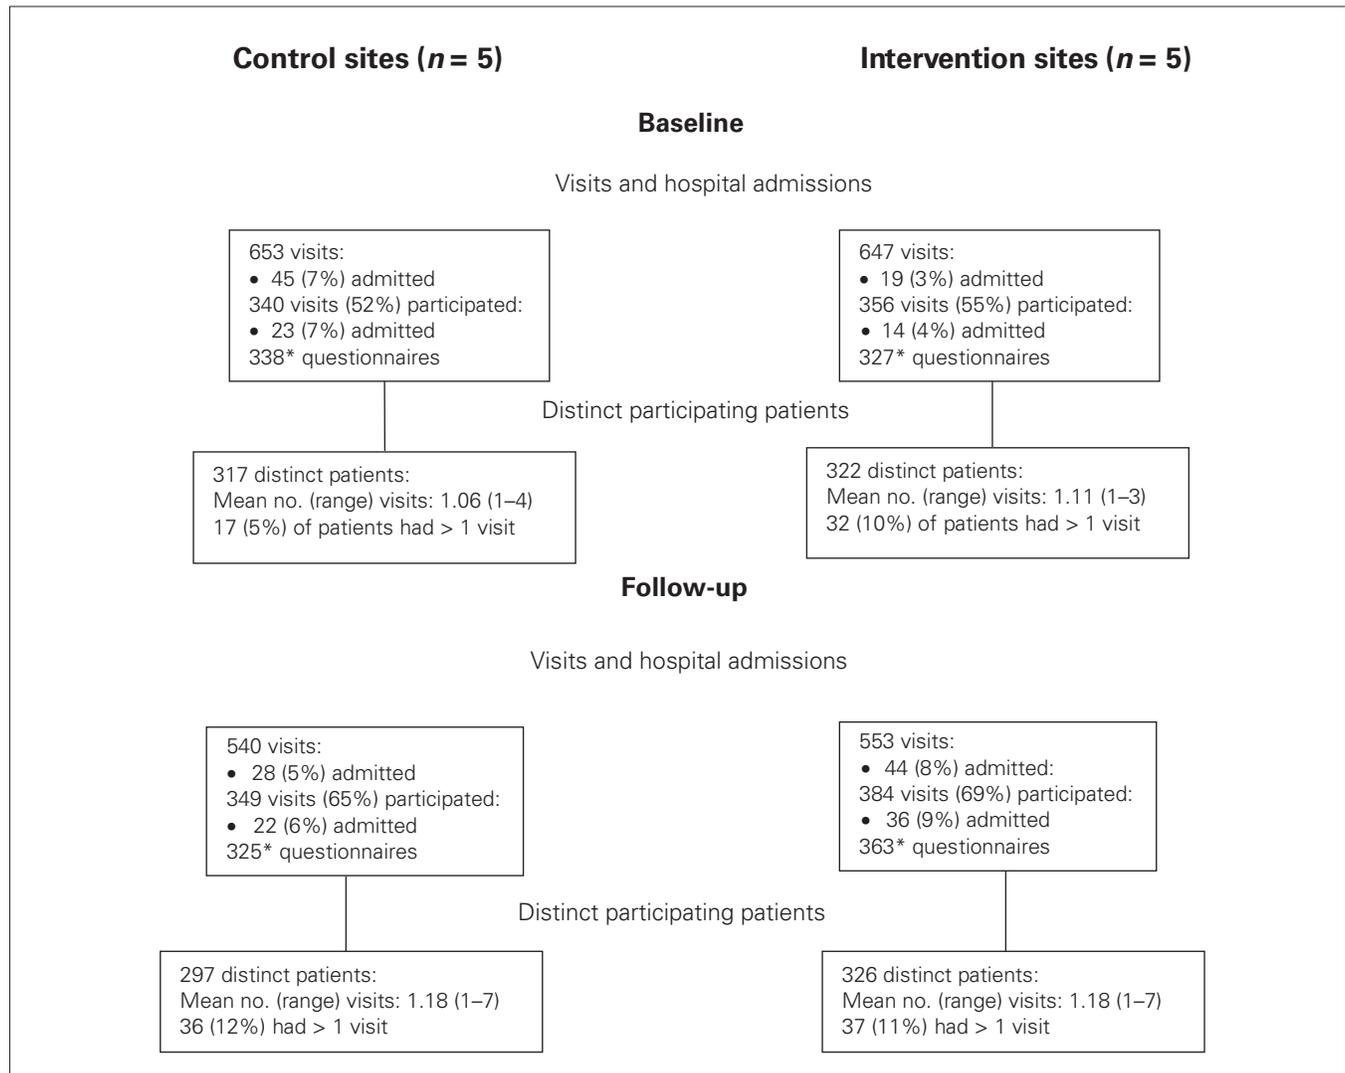 Control sites (n = 5)
Intervention sites (n = 5)
Baseline
Visits and hospital admissions
653 visits:
• 45 (7%) admitted
340 visits (52%) participated:
• 23 (7%) admitted
338* questionnaires
647 visits:
• 19 (3%) admitted
356 visits (55%) participated:
• 14 (4%) admitted
327* questionnaires
Distinct participating patients
317 distinct patients:
Mean no. (range) visits: 1.06 (1–4)
17 (5%) of patients had > 1 visit
322 distinct patients:
Mean no. (range) visits: 1.11 (1–3)
32 (10%) of patients had > 1 visit
Follow-up
Visits and hospital admissions
540 visits:
• 28 (5%) admitted
349 visits (65%) participated:
• 22 (6%) admitted
325* questionnaires
553 visits:
• 44 (8%) admitted:
384 visits (69%) participated:
• 36 (9%) admitted
363* questionnaires
Distinct participating patients
297 distinct patients:
Mean no. (range) visits: 1.18 (1–7)
36 (12%) had > 1 visit
326 distinct patients:
Mean no. (range) visits: 1.18 (1–7)
37 (11%) had > 1 visit